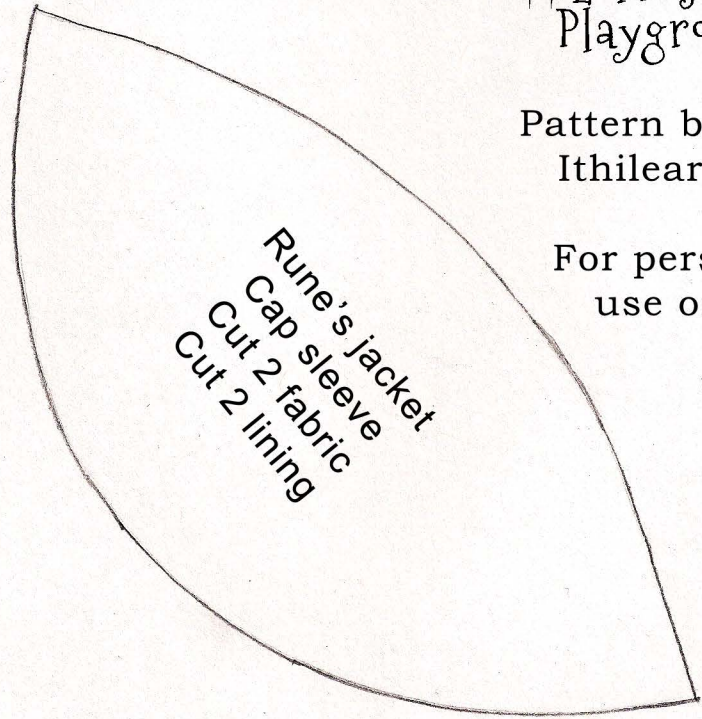 Playgro
Pattern b
Ithilear
For pers
use o
Rune's jacket
Cap sleeve
Cut 2 fabric
Cut 2 lining